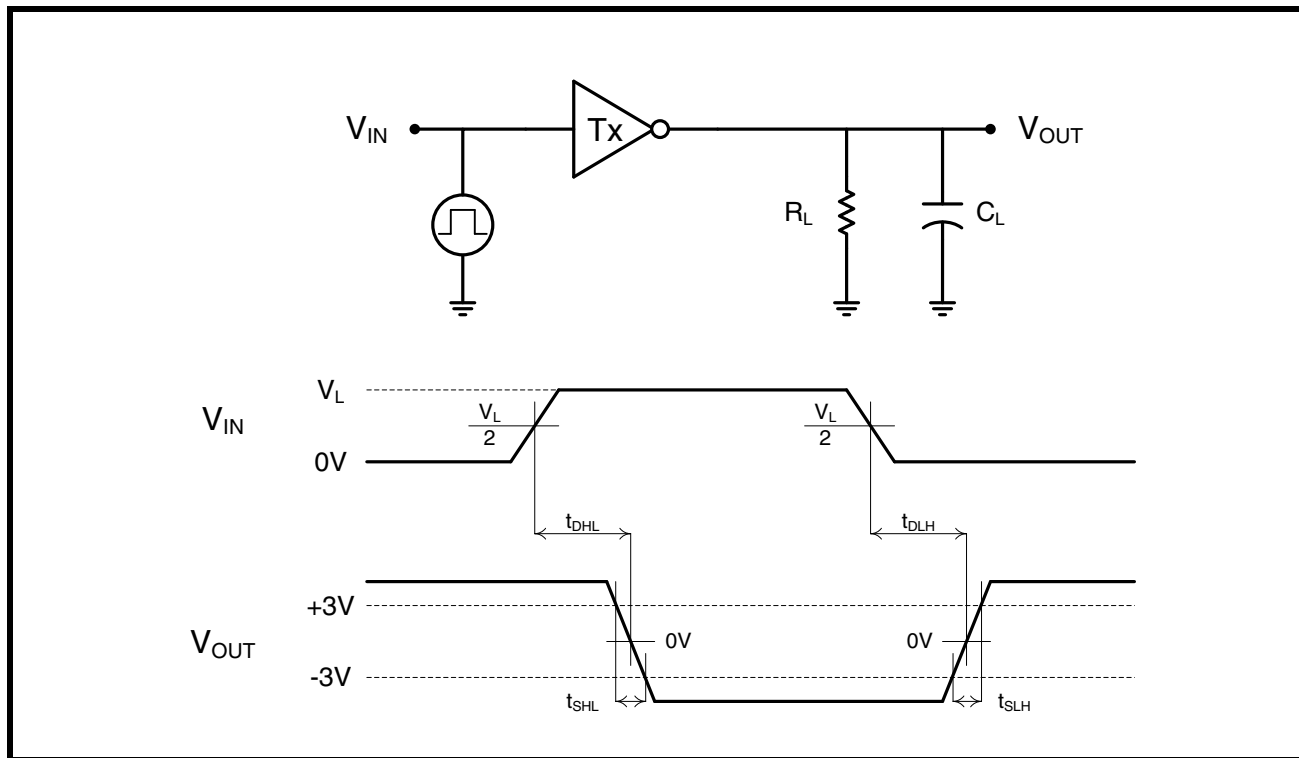 V_IN
Tx
V_OUT
R_L
C_L
V_IN
V_L
0V
V_L
2
V_L
2
t_DHL
t_DLH
V_OUT
+3V
-3V
0V
0V
t_SHL
t_SLH